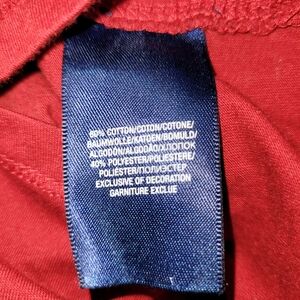 60% COTTON/COTON/COTONE/
BAUMWOLLE/KATOEN/BOMULD/
ALGODÓN/ALGODÃO/ХЛОПОК
40% POLYESTER/POLIESTERE/
POLIÉSTER/ПОЛИЭСТЕР
EXCLUSIVE OF DECORATION
GARNITURE EXCLUE